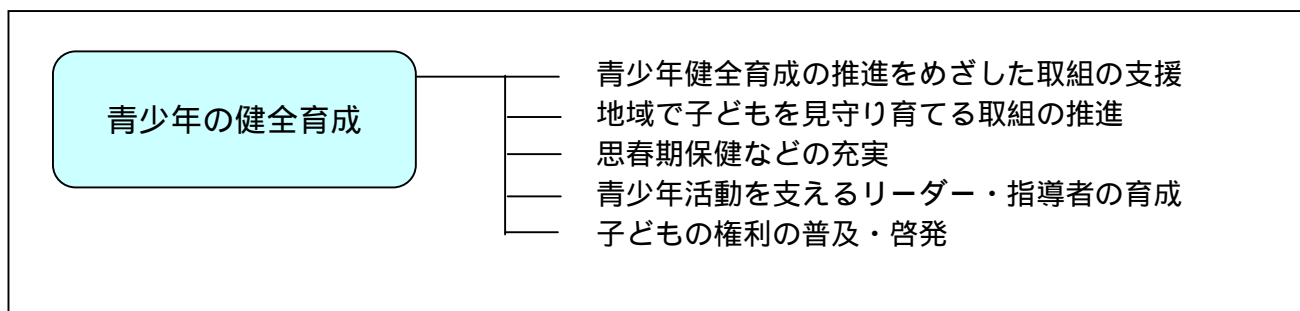 青少年の健全育成
青少年健全育成の推進をめざした取組の支援
地域で子どもを見守り育てる取組の推進
思春期保健などの充実
青少年活動を支えるリーダー・指導者の育成
子どもの権利の普及・啓発